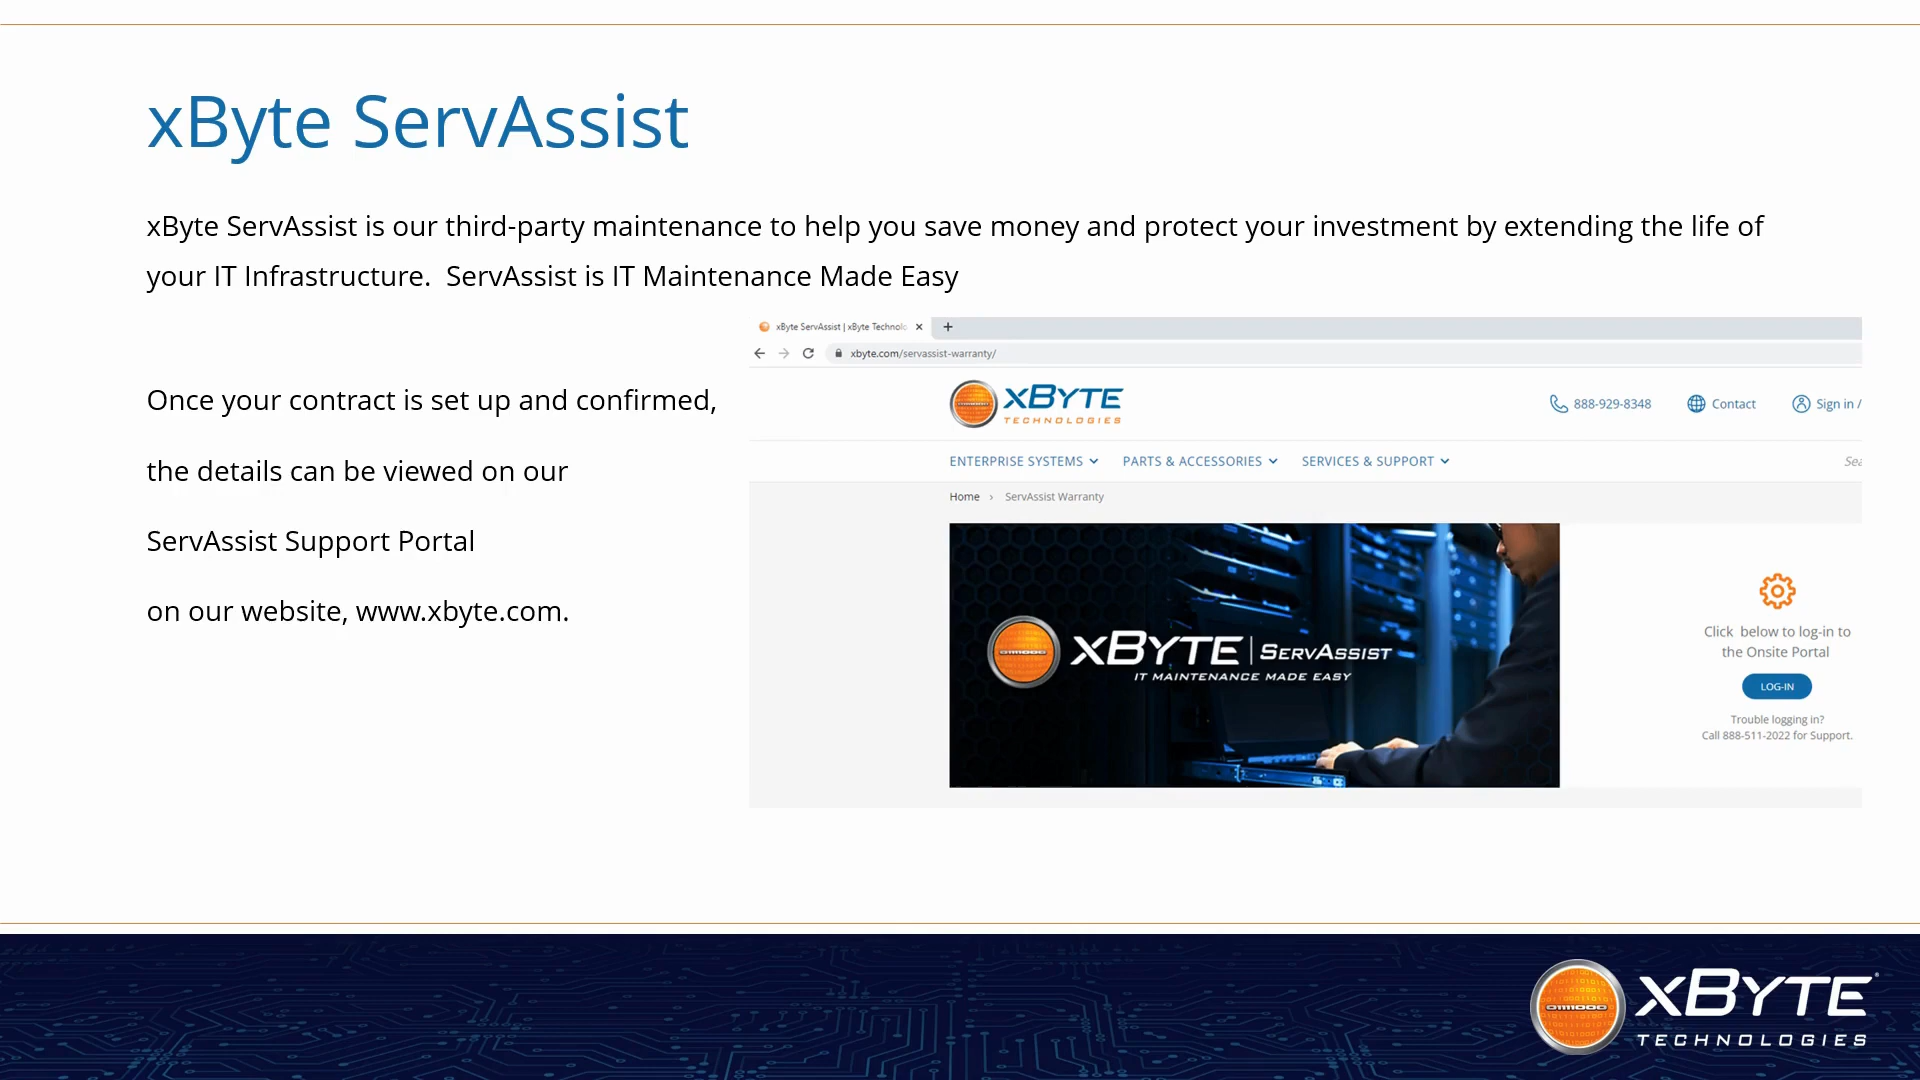 xByte ServAssist
xByte ServAssist is our third-party maintenance to help you save money and protect your investment by extending the life of
your IT Infrastructure.  ServAssist is IT Maintenance Made Easy
Once your contract is set up and confirmed,
the details can be viewed on our
ServAssist Support Portal
on our website, www.xbyte.com.
xByte ServAssist | xByte Technolo
xbyte.com/servassist-warranty/
xByte
TECHNOLOGIES
888-929-8348
Contact
Sign in /
ENTERPRISE SYSTEMS
PARTS & ACCESSORIES
SERVICES & SUPPORT
Sea
Home › ServAssist Warranty
xByte | ServAssist
IT MAINTENANCE MADE EASY
Click  below to log-in to
the Onsite Portal
LOG-IN
Trouble logging in?
Call 888-511-2022 for Support.
xByte
TECHNOLOGIES